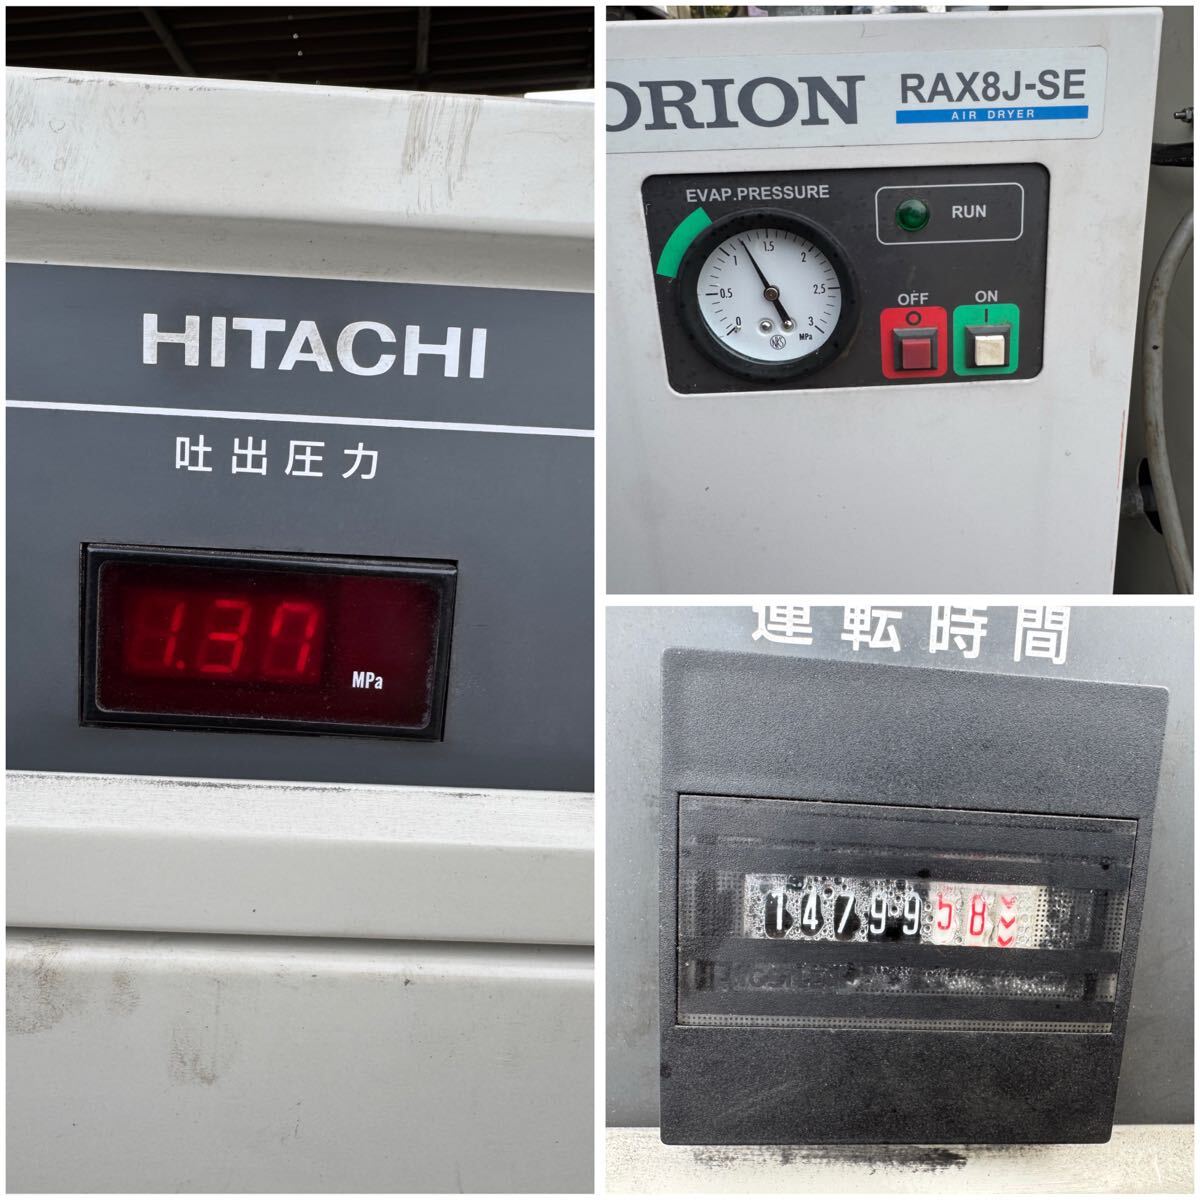 HITACHI
吐出圧力
1.37
MPa
ORION
RAX8J-SE
AIR DRYER
EVAP.PRESSURE
RUN
0
0.5
1
1.5
2
2.5
3
MPa
NKS
OFF
ON
O
I
運転時間
1479958